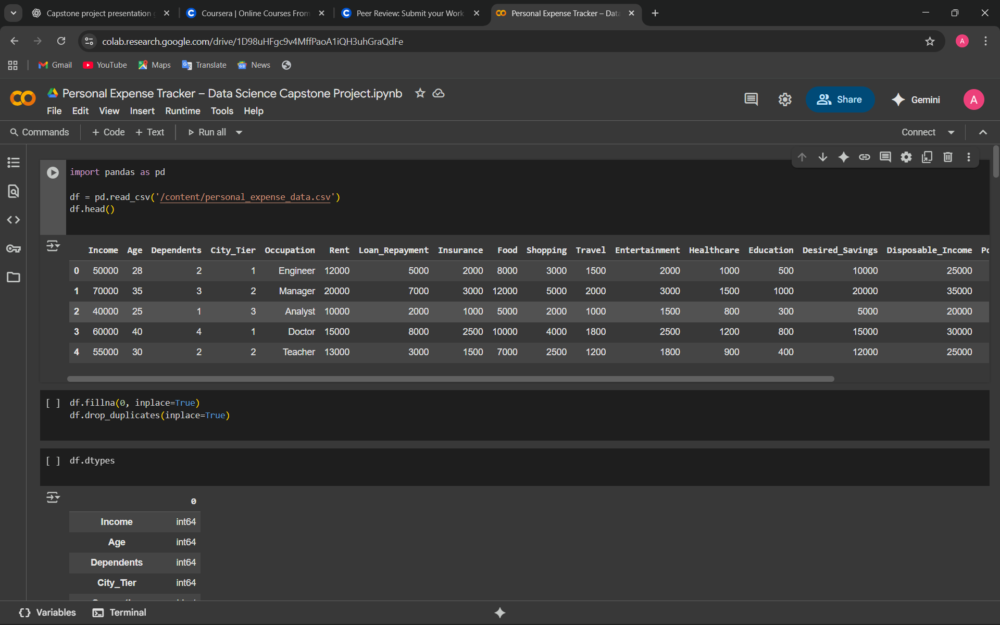 Capstone project presentation
Coursera | Online Courses From
Peer Review: Submit your Work
Personal Expense Tracker – Data
colab.research.google.com/drive/1D98uHFgc9v4MffPaoA1iQH3uhGraQdFe
A
Gmail
YouTube
Maps
Translate
News
Personal Expense Tracker – Data Science Capstone Project.ipynb
File Edit View Insert Runtime Tools Help
Share
Gemini
A
Commands + Code + Text Run all
Connect
import pandas as pd
df = pd.read_csv('/content/personal_expense_data.csv')
df.head()
Income Age Dependents City_Tier Occupation Rent Loan_Repayment Insurance Food Shopping Travel Entertainment Healthcare Education Desired_Savings Disposable_Income
0 50000 28 2 1 Engineer 12000 5000 2000 8000 3000 1500 2000 1000 500 10000 25000
1 70000 35 3 2 Manager 20000 7000 3000 12000 5000 2000 3000 1500 1000 20000 35000
2 40000 25 1 3 Analyst 10000 2000 1000 5000 2000 1000 1500 800 300 5000 20000
3 60000 40 4 1 Doctor 15000 8000 2500 10000 4000 1800 2500 1200 800 15000 30000
4 55000 30 2 2 Teacher 13000 3000 1500 7000 2500 1200 1800 900 400 12000 25000
[ ] df.fillna(0, inplace=True)
df.drop_duplicates(inplace=True)
[ ] df.dtypes
0
Income int64
Age int64
Dependents int64
City_Tier int64
Variables
Terminal